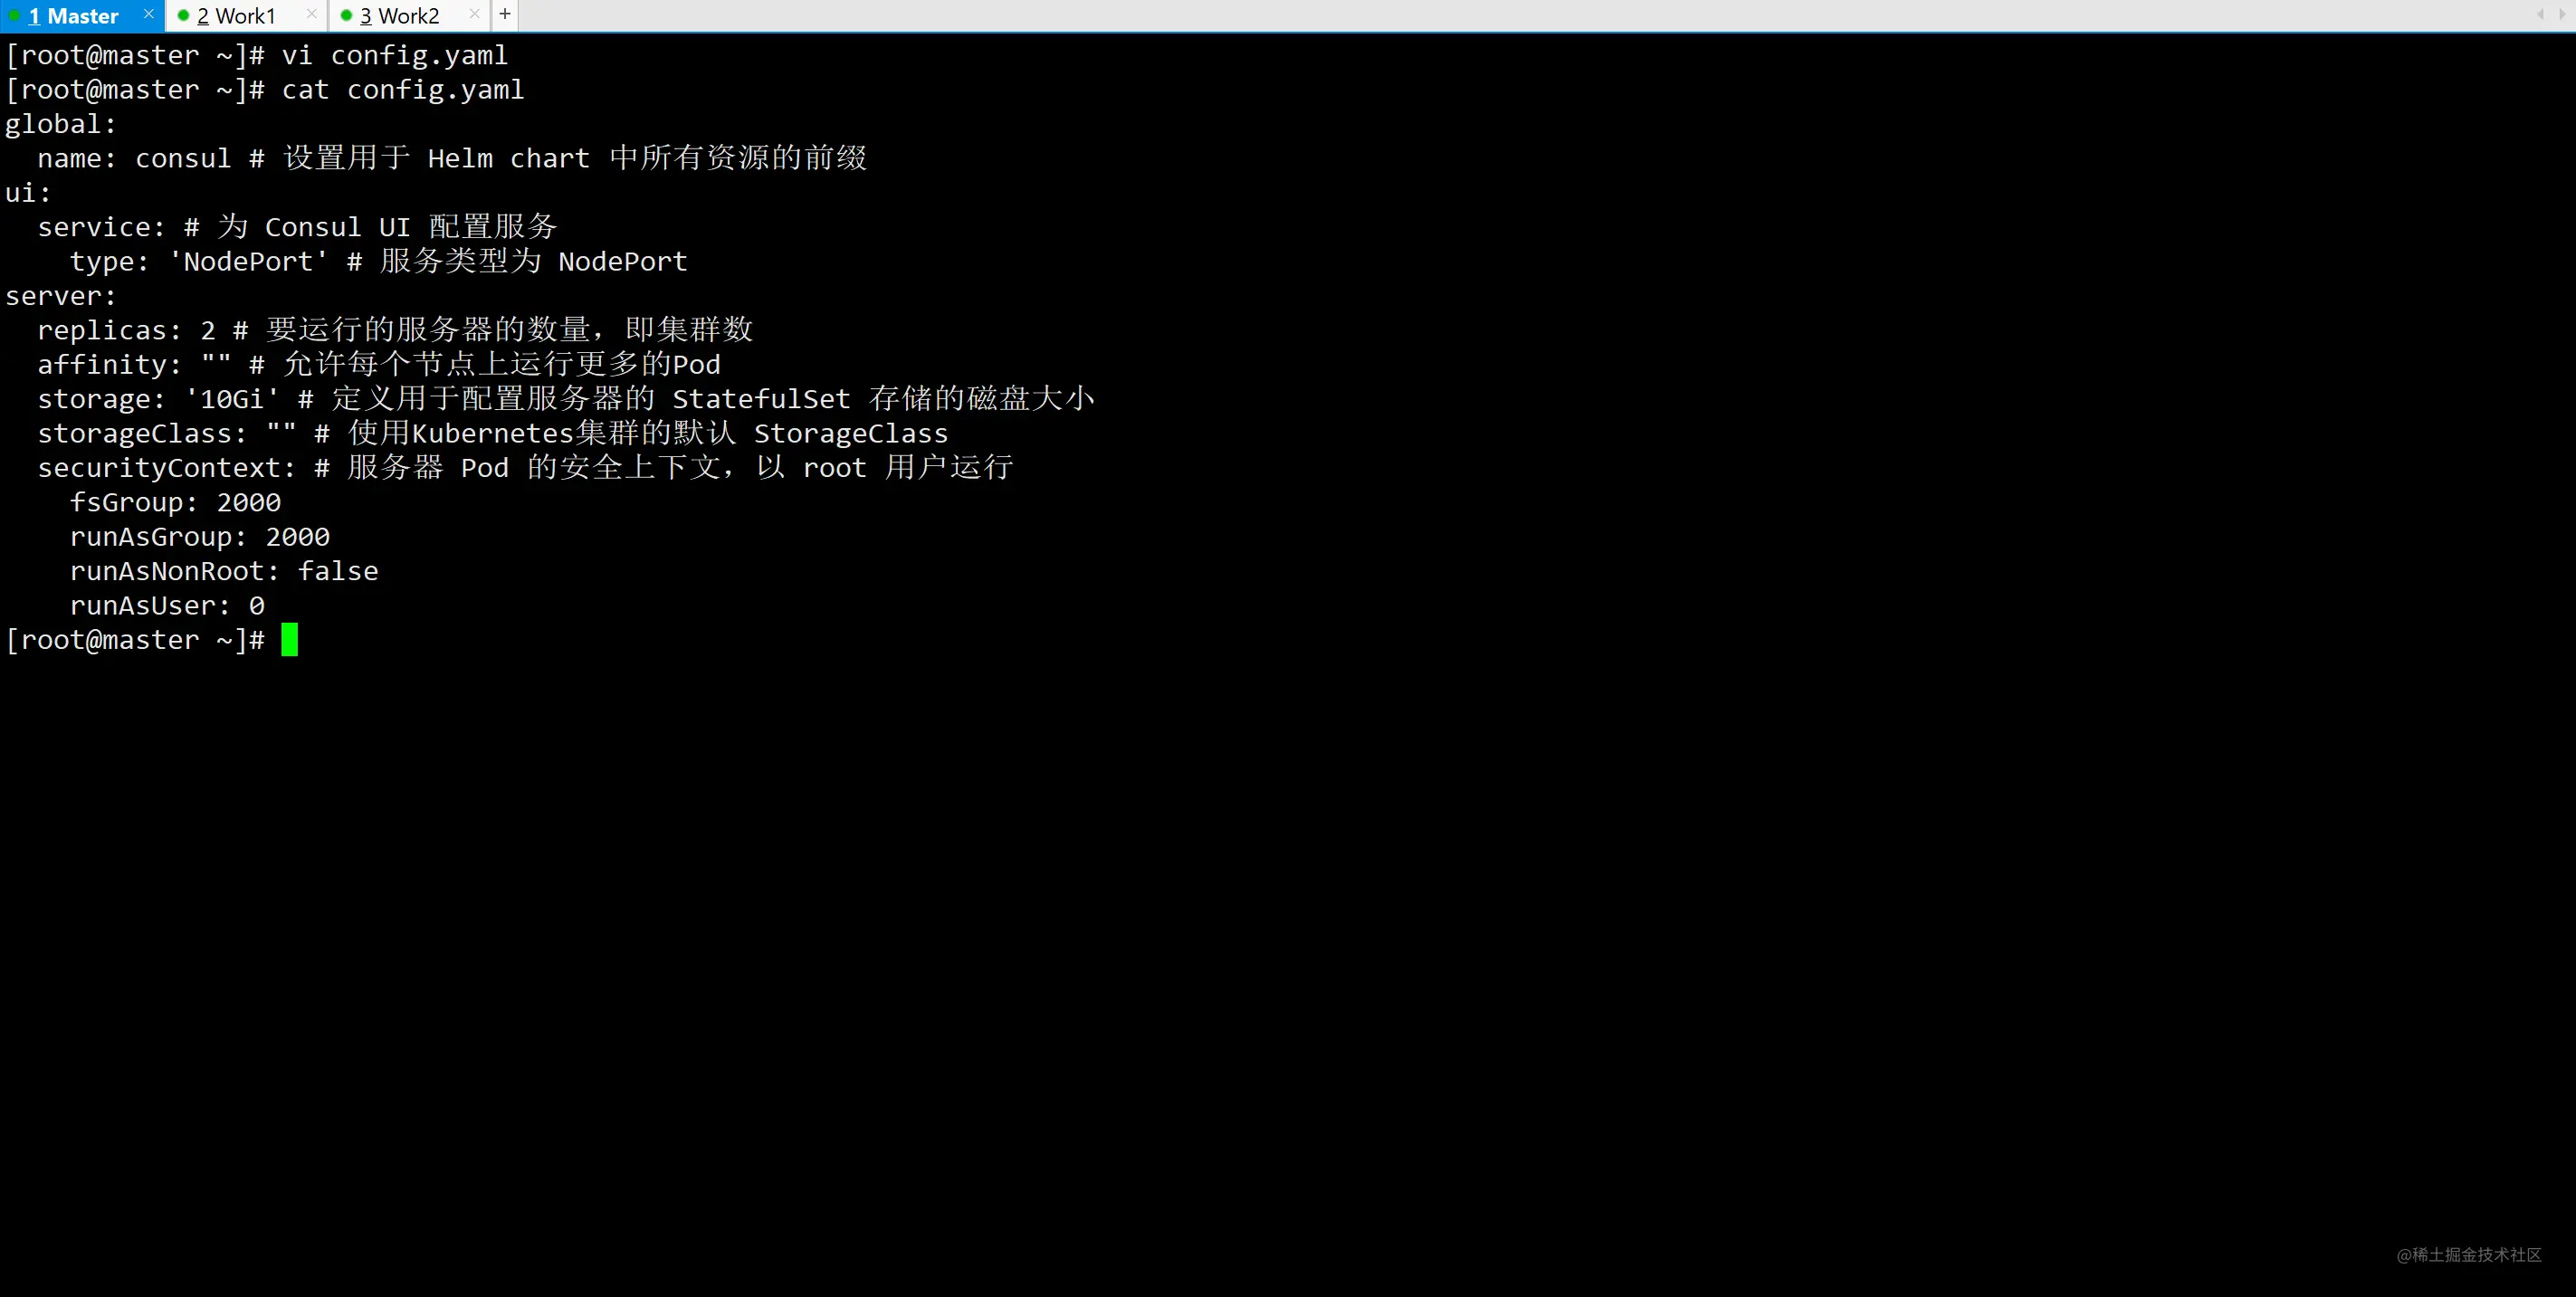 1 Master × 2 Work1 × 3 Work2 × +
[root@master ~]# vi config.yaml
[root@master ~]# cat config.yaml
global:
  name: consul # 设置用于 Helm chart 中所有资源的前缀
ui:
  service: # 为 Consul UI 配置服务
    type: 'NodePort' # 服务类型为 NodePort
server:
  replicas: 2 # 要运行的服务器的数量，即集群数
  affinity: "" # 允许每个节点上运行更多的Pod
  storage: '10Gi' # 定义用于配置服务器的 StatefulSet 存储的磁盘大小
  storageClass: "" # 使用Kubernetes集群的默认 StorageClass
  securityContext: # 服务器 Pod 的安全上下文，以 root 用户运行
    fsGroup: 2000
    runAsGroup: 2000
    runAsNonRoot: false
    runAsUser: 0
[root@master ~]#
@稀土掘金技术社区